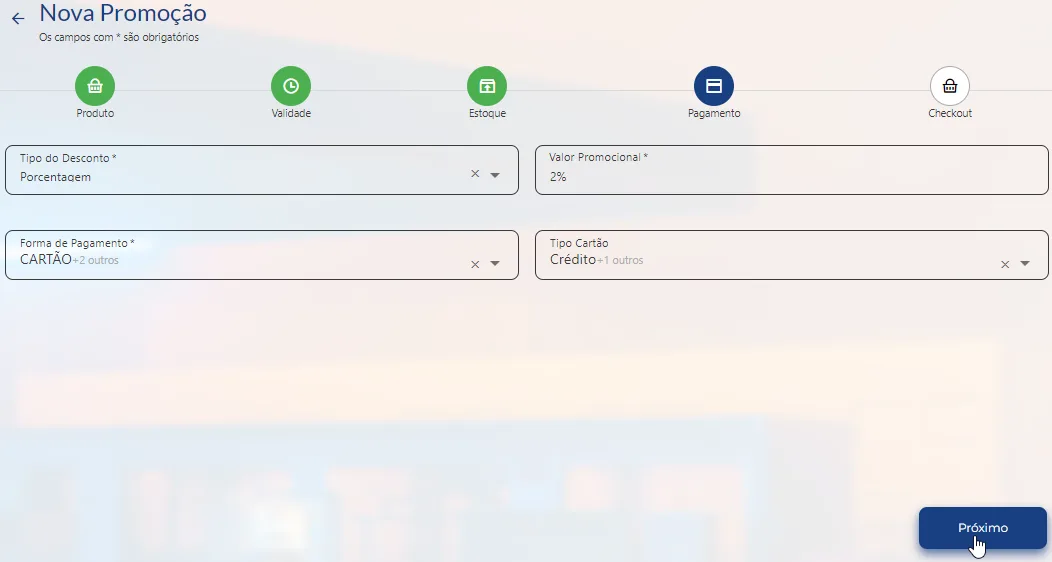 Nova Promoção
Os campos com * são obrigatórios
Produto
Validade
Estoque
Pagamento
Checkout
Tipo do Desconto *
Porcentagem
Valor Promocional *
2%
Forma de Pagamento *
CARTÃO+2 outros
Tipo Cartão
Crédito+1 outros
Próximo